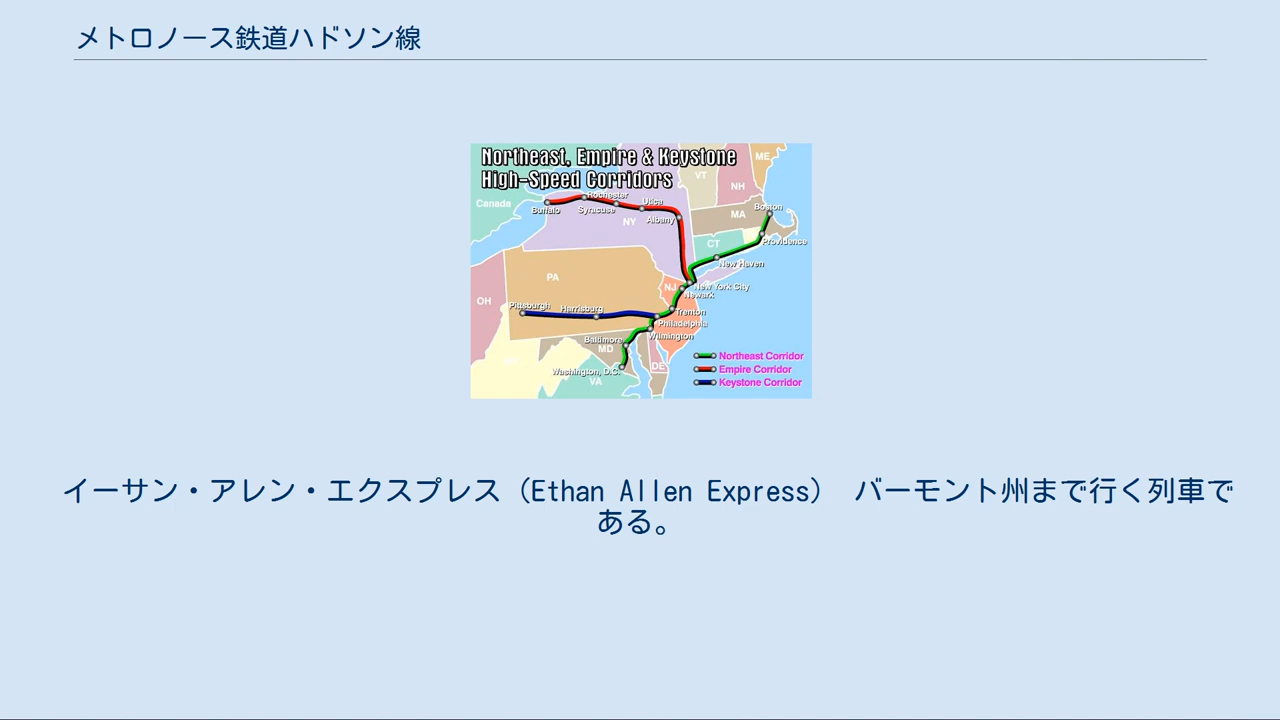 メトロノース鉄道ハドソン線
Northeast, Empire & Keystone
High-Speed Corridors
ME
VT
NH
Canada
Rochester
Utica
Buffalo
Syracuse
Albany
NY
MA
Boston
CT
Providence
New Haven
PA
NJ
New York City
Newark
OH
Pittsburgh
Harrisburg
Trenton
Philadelphia
Wilmington
Baltimore
MD
DE
Washington, D.C.
VA
Northeast Corridor
Empire Corridor
Keystone Corridor
イーサン・アレン・エクスプレス（Ethan Allen Express） バーモント州まで行く列車で
ある。